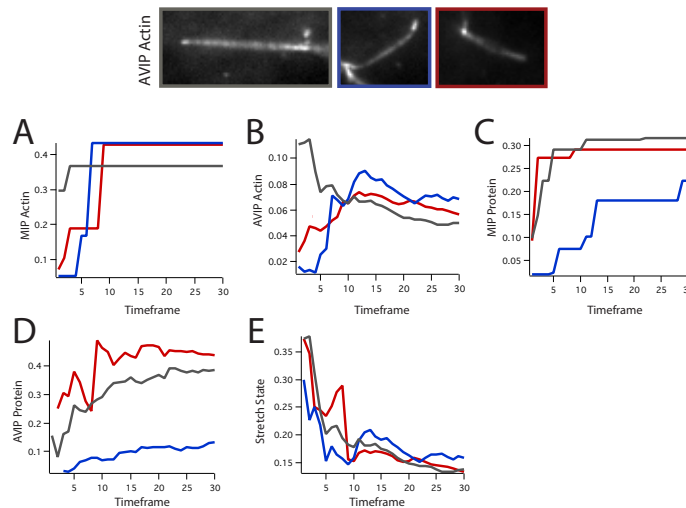 AVIP Actin
A
MIP Actin
0.4
0.3
0.2
0.1
5 10 15 20 25 30
Timeframe
B
AVIP Actin
0.10
0.08
0.06
0.04
0.02
5 10 15 20 25 30
Timeframe
C
MIP Protein
0.30
0.25
0.20
0.15
0.10
0.05
5 10 15 20 25 30
Timeframe
D
AVIP Protein
0.4
0.3
0.2
0.1
5 10 15 20 25 30
Timeframe
E
Stretch State
0.35
0.30
0.25
0.20
0.15
5 10 15 20 25 30
Timeframe